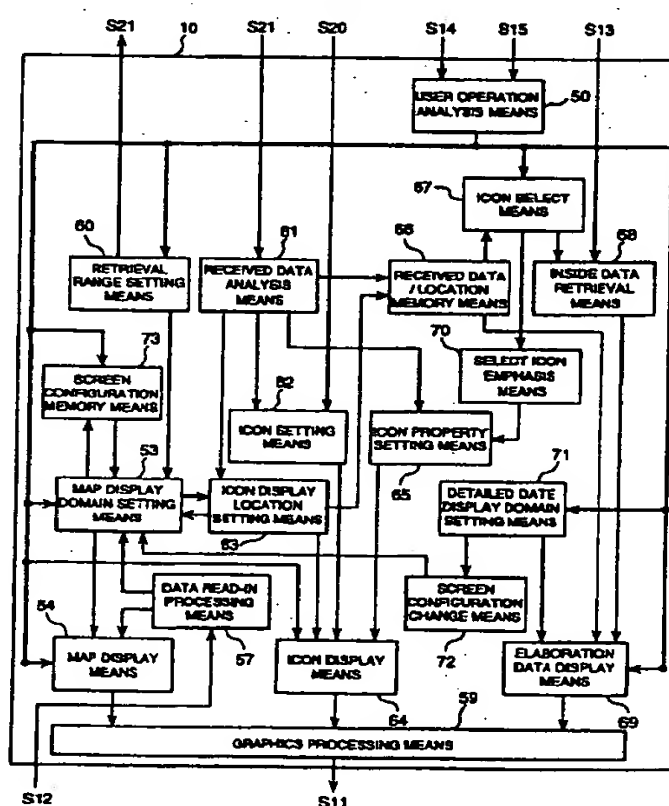 S21
S21
S20
S14
S15
S13
10
USER OPERATION
ANALYSIS MEANS
50
67
ICON SELECT
MEANS
60
61
66
68
RETRIEVAL
RANGE SETTING
MEANS
RECEIVED DATA
ANALYSIS
MEANS
RECEIVED DATA
/ LOCATION
MEMORY MEANS
INSIDE DATA
RETRIEVAL
MEANS
73
70
SCREEN
CONFIGURATION
MEMORY MEANS
SELECT ICON
EMPHASIS
MEANS
62
ICON SETTING
MEANS
ICON PROPERTY
SETTING MEANS
65
53
71
MAP DISPLAY
DOMAIN SETTING
MEANS
ICON DISPLAY
LOCATION
SETTING MEANS
63
DETAILED DATE
DISPLAY DOMAIN
SETTING MEANS
DATA READ-IN
PROCESSING
MEANS
57
SCREEN
CONFIGURATION
CHANGE MEANS
72
54
MAP DISPLAY
MEANS
ICON DISPLAY
MEANS
64
ELABORATION
DATA DISPLAY
MEANS
69
59
GRAPHICS PROCESSING MEANS
S12
S11